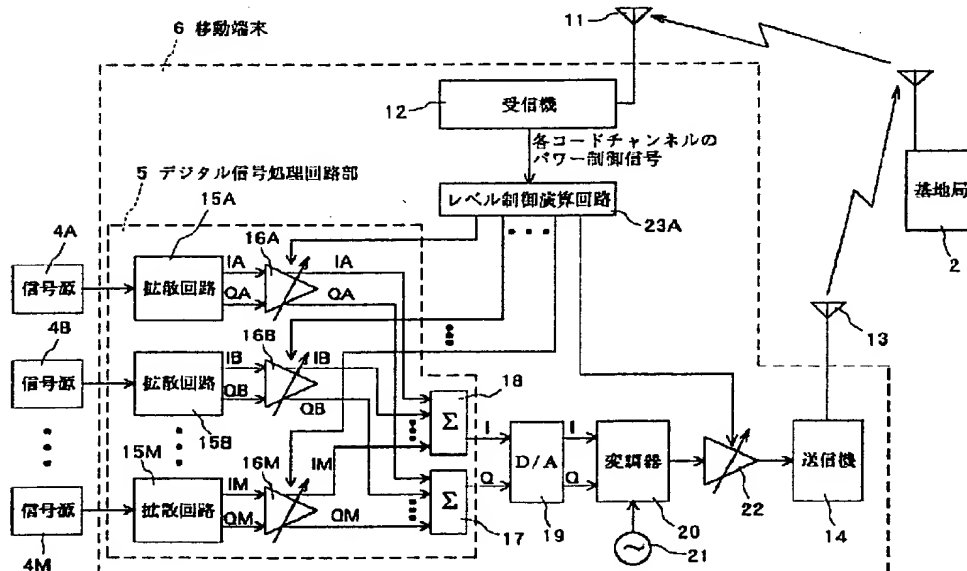 6 移動端末
11
12
受信機
各コードチャンネルの
パワー制御信号
5 デジタル信号処理回路部
レベル制御演算回路
23A
基地局
2
4A
信号源
15A
拡散回路
IA
QA
16A
IA
QA
4B
信号源
拡散回路
15B
IB
QB
16B
IB
QB
13
18
Σ
I
Q
D/A
19
I
Q
変調器
20
21
22
送信機
14
4M
信号源
15M
拡散回路
IM
QM
16M
IM
QM
Σ
17